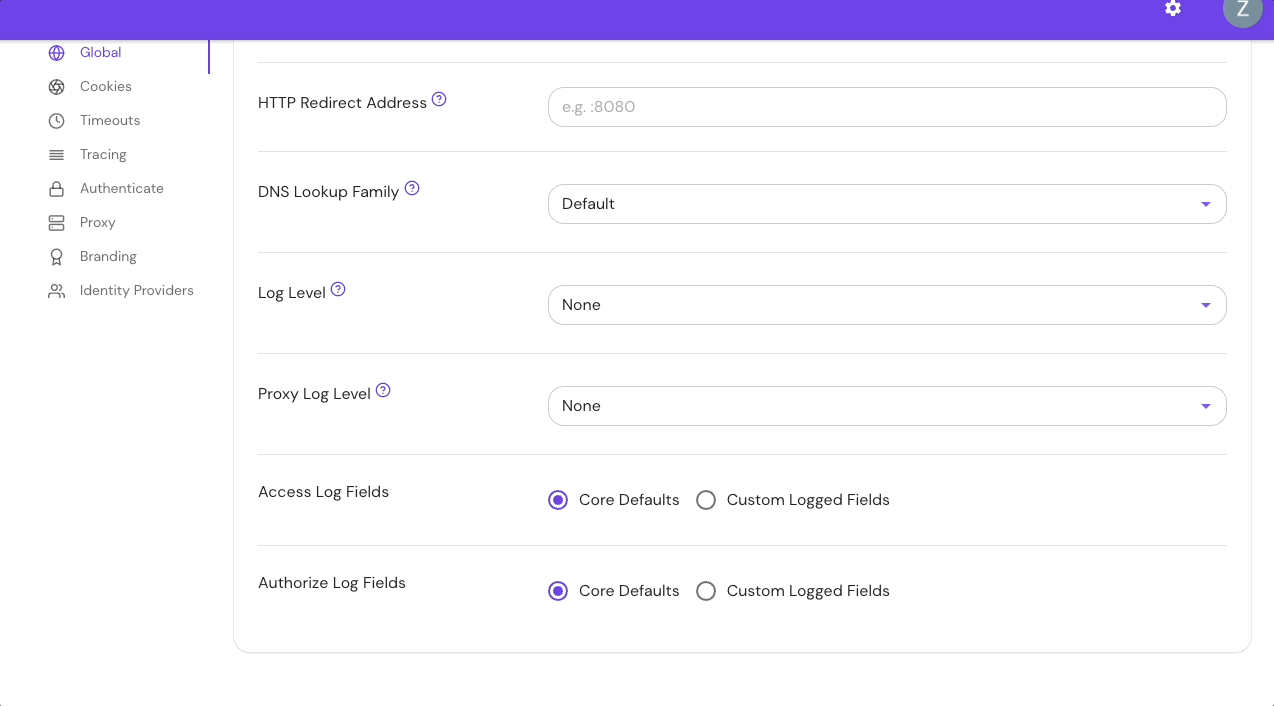 Z
Global
Cookies
Timeouts
Tracing
Authenticate
Proxy
Branding
Identity Providers
HTTP Redirect Address ?
e.g. :8080
DNS Lookup Family ?
Default
Log Level ?
None
Proxy Log Level ?
None
Access Log Fields
Core Defaults Custom Logged Fields
Authorize Log Fields
Core Defaults Custom Logged Fields